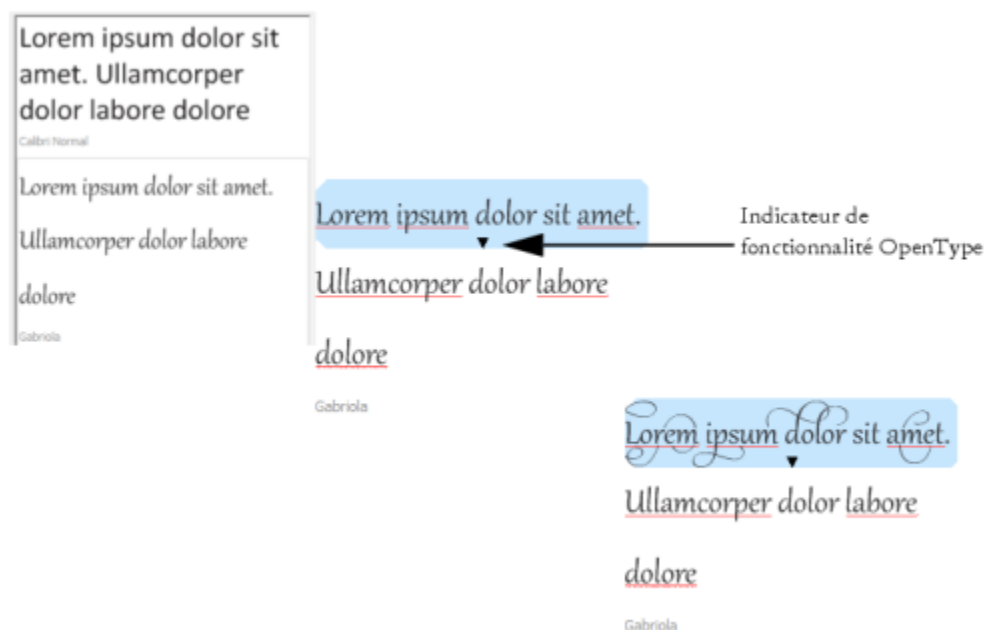 Lorem ipsum dolor sit
amet. Ullamcorper
dolor labore dolore
Calibri Normal
Lorem ipsum dolor sit amet.
Ullamcorper dolor labore
dolore
Gabriola
Lorem ipsum dolor sit amet.
Ullamcorper dolor labore
dolore
Gabriola
Indicateur de
fonctionnalité OpenType
Lorem ipsum dolor sit amet.
Ullamcorper dolor labore
dolore
Gabriola